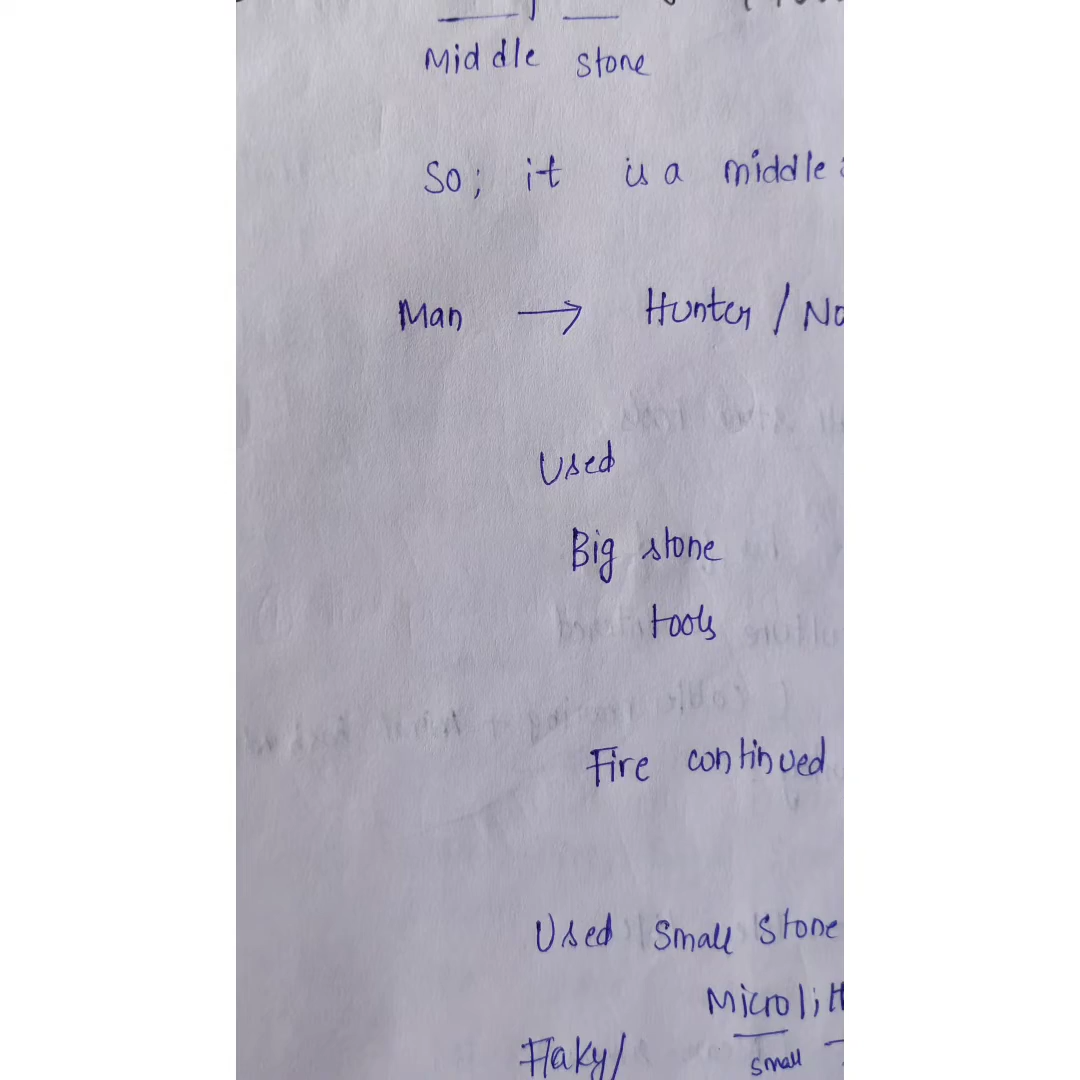 Middle stone
So; it is a middle
Man → Hunter /
Used
Big stone
tools
Fire continued
Used small stone
Flaky/
small